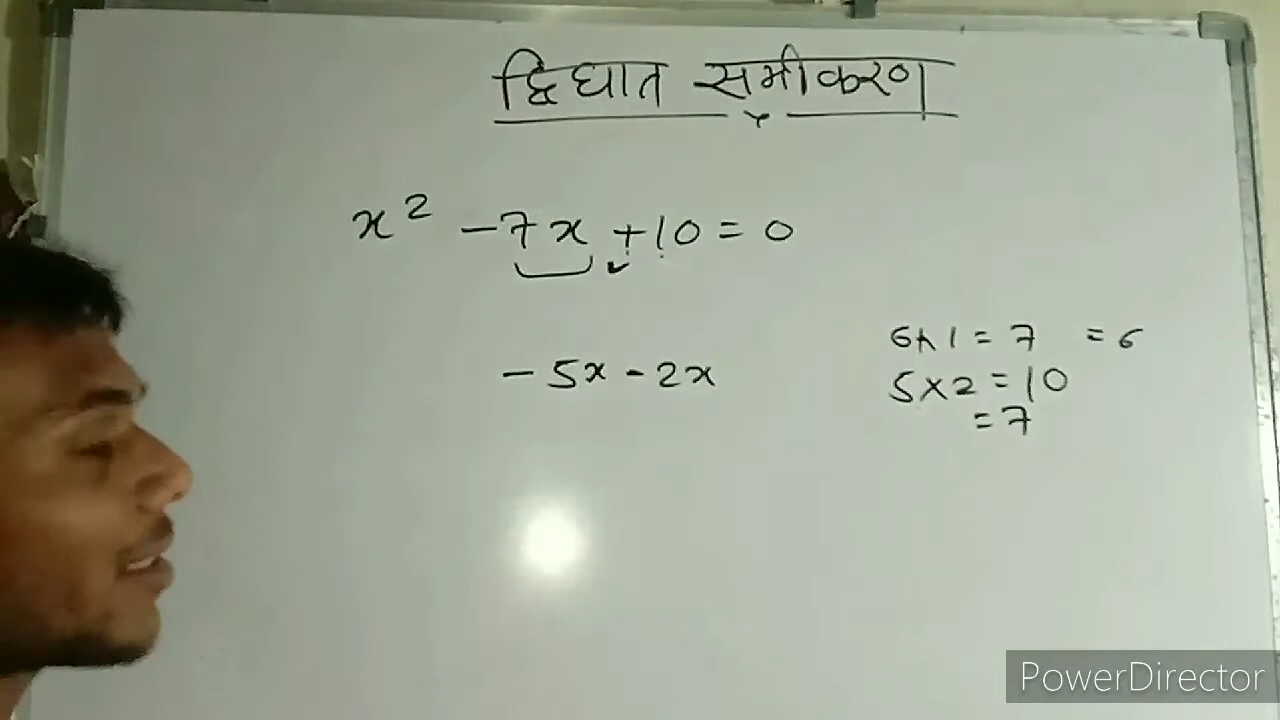 द्विघात समीकरण
x² - 7x + 10 = 0
- 5x - 2x
6 1 = 7 = 6
5 x 2 = 10
= 7
PowerDirector